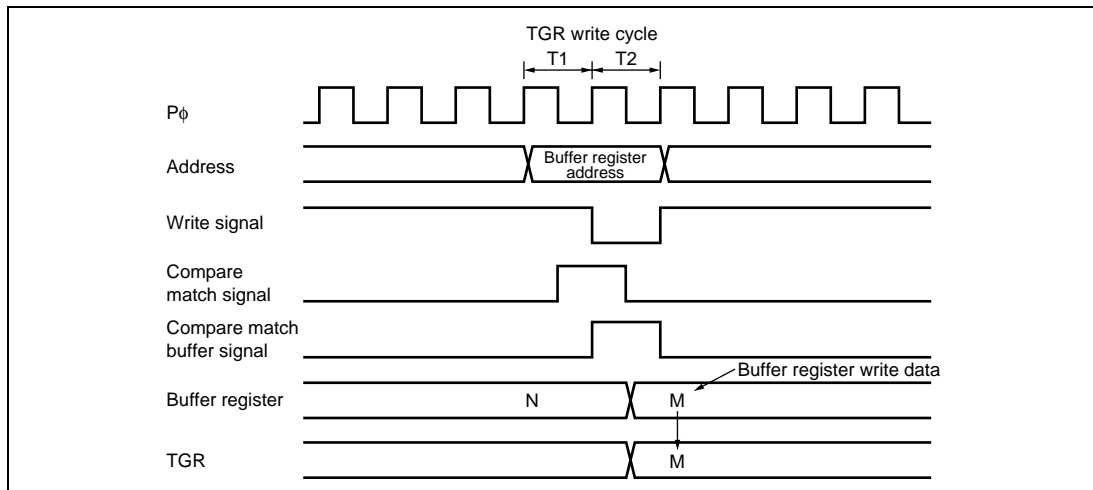 TGR write cycle
T1 T2
Pϕ
Address
Buffer register
address
Write signal
Compare
match signal
Compare match
buffer signal
Buffer register write data
Buffer register
N M
TGR
M